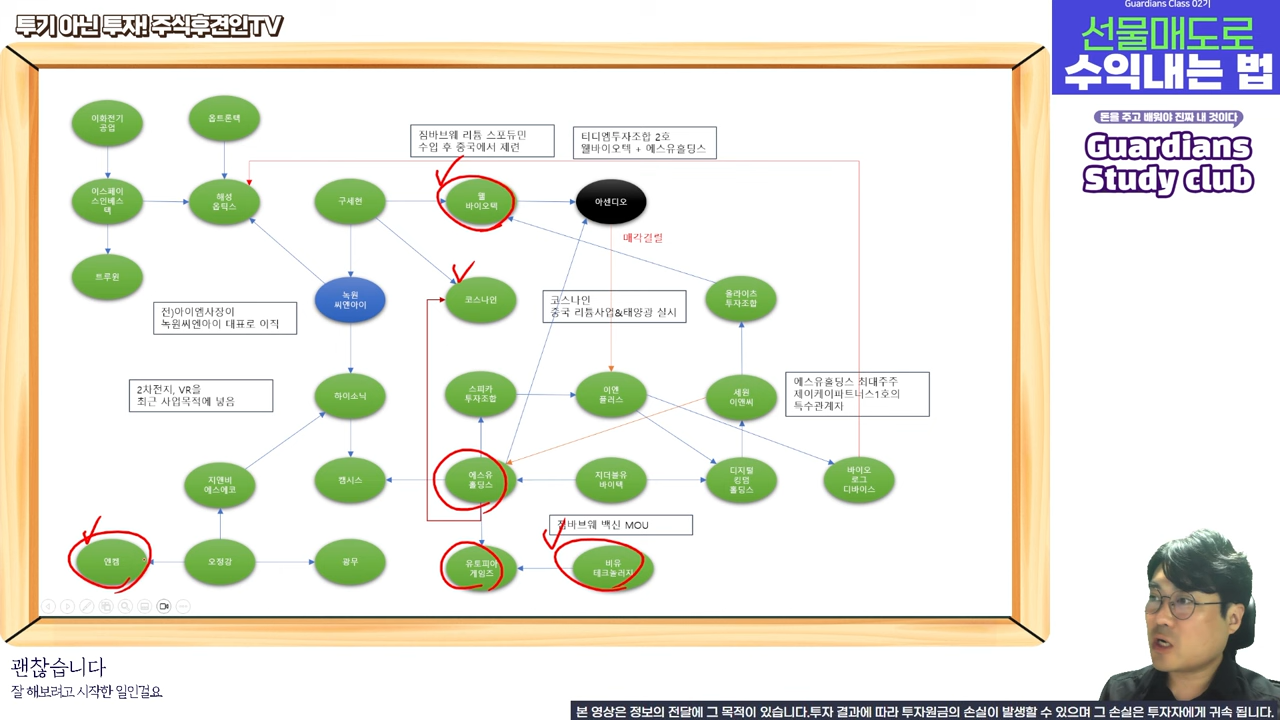 투기 아닌 투자! 주식후견인TV
Guardians Class 02기
선물매도로
수익내는 법
돈을 주고 배워야 진짜 내 것이다
Guardians
Study club
이화전기
공업
옵트론텍
짐바브웨 리튬 스포듀민
수입 후 중국에서 재련
티디엠투자조합 2호
웰바이오텍 + 에스유홀딩스
이스페이
스인베스
텍
해성
옵틱스
구세현
웰
바이오텍
아센디오
매각결렬
트루윈
녹원
씨엔아이
코스나인
코스나인
중국 리튬사업&태양광 실시
올라이츠
투자조합
전)아이엠사장이
녹원씨엔아이 대표로 이적
2차전지, VR을
최근 사업목적에 넣음
하이소닉
스피카
투자조합
이엔
플러스
세원
이앤씨
에스유홀딩스 최대주주
제이케이파트너스1호의
특수관계자
지앤비
에스에코
캠시스
에스유
홀딩스
지더블유
바이텍
디지털
킹덤
홀딩스
바이오
로그
디바이스
짐바브웨 백신 MOU
앤캠
오정강
광무
유토피아
게임즈
비유
테크놀러지
괜찮습니다
잘 해보려고 시작한 일인걸요
본 영상은 정보의 전달에 그 목적이 있습니다.투자 결과에 따라 투자원금의 손실이 발생할 수 있으며 그 손실은 투자자에게 귀속 됩니다.